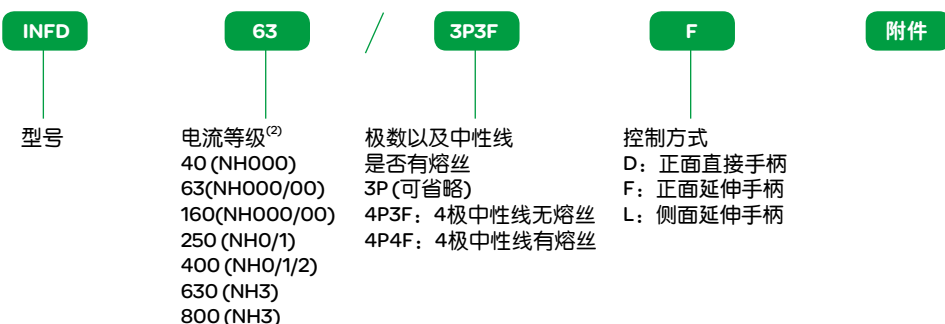 INFD 63 / 3P3F F 附件
型号
电流等级(2)
40 (NH000)
63(NH000/00)
160(NH000/00)
250 (NH0/1)
400 (NH0/1/2)
630 (NH3)
800 (NH3)
极数以及中性线
是否有熔丝
3P (可省略)
4P3F：4极中性线无熔丝
4P4F：4极中性线有熔丝
控制方式
D：正面直接手柄
F：正面延伸手柄
L：侧面延伸手柄